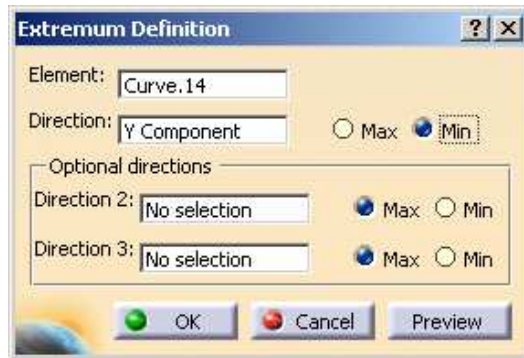 Extremum Definition ? X
Element: Curve.14
Direction: Y Component Max Min
Optional directions
Direction 2: No selection Max Min
Direction 3: No selection Max Min
OK Cancel Preview